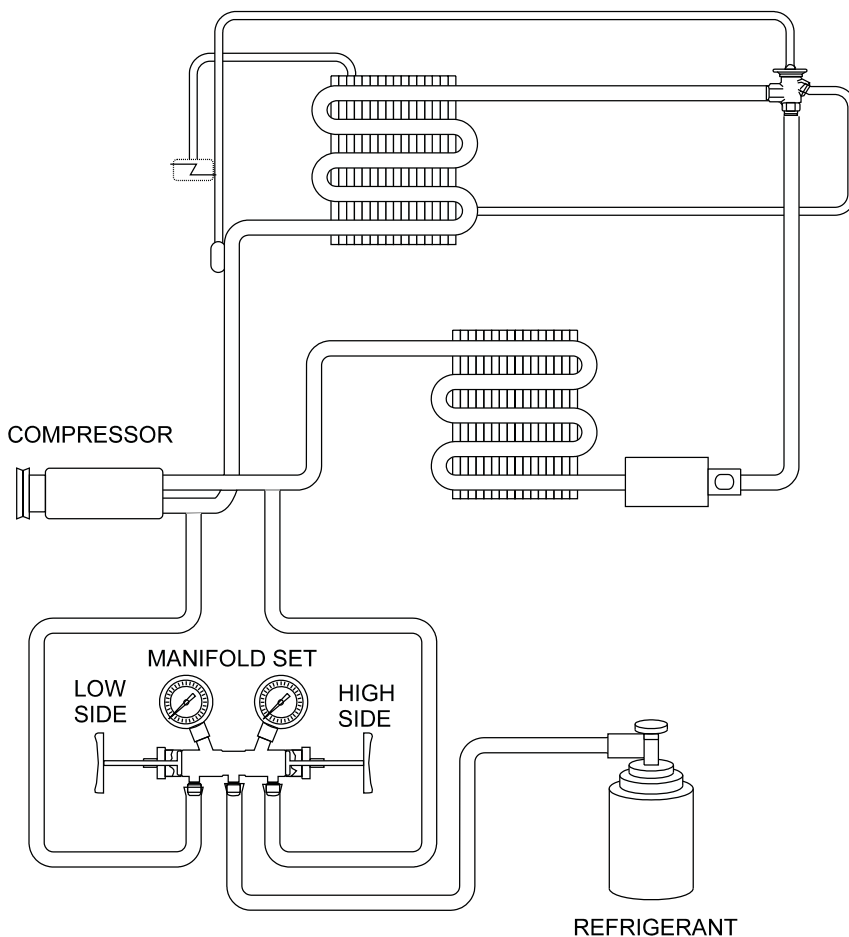 COMPRESSOR
MANIFOLD SET
LOW
SIDE
HIGH
SIDE
REFRIGERANT